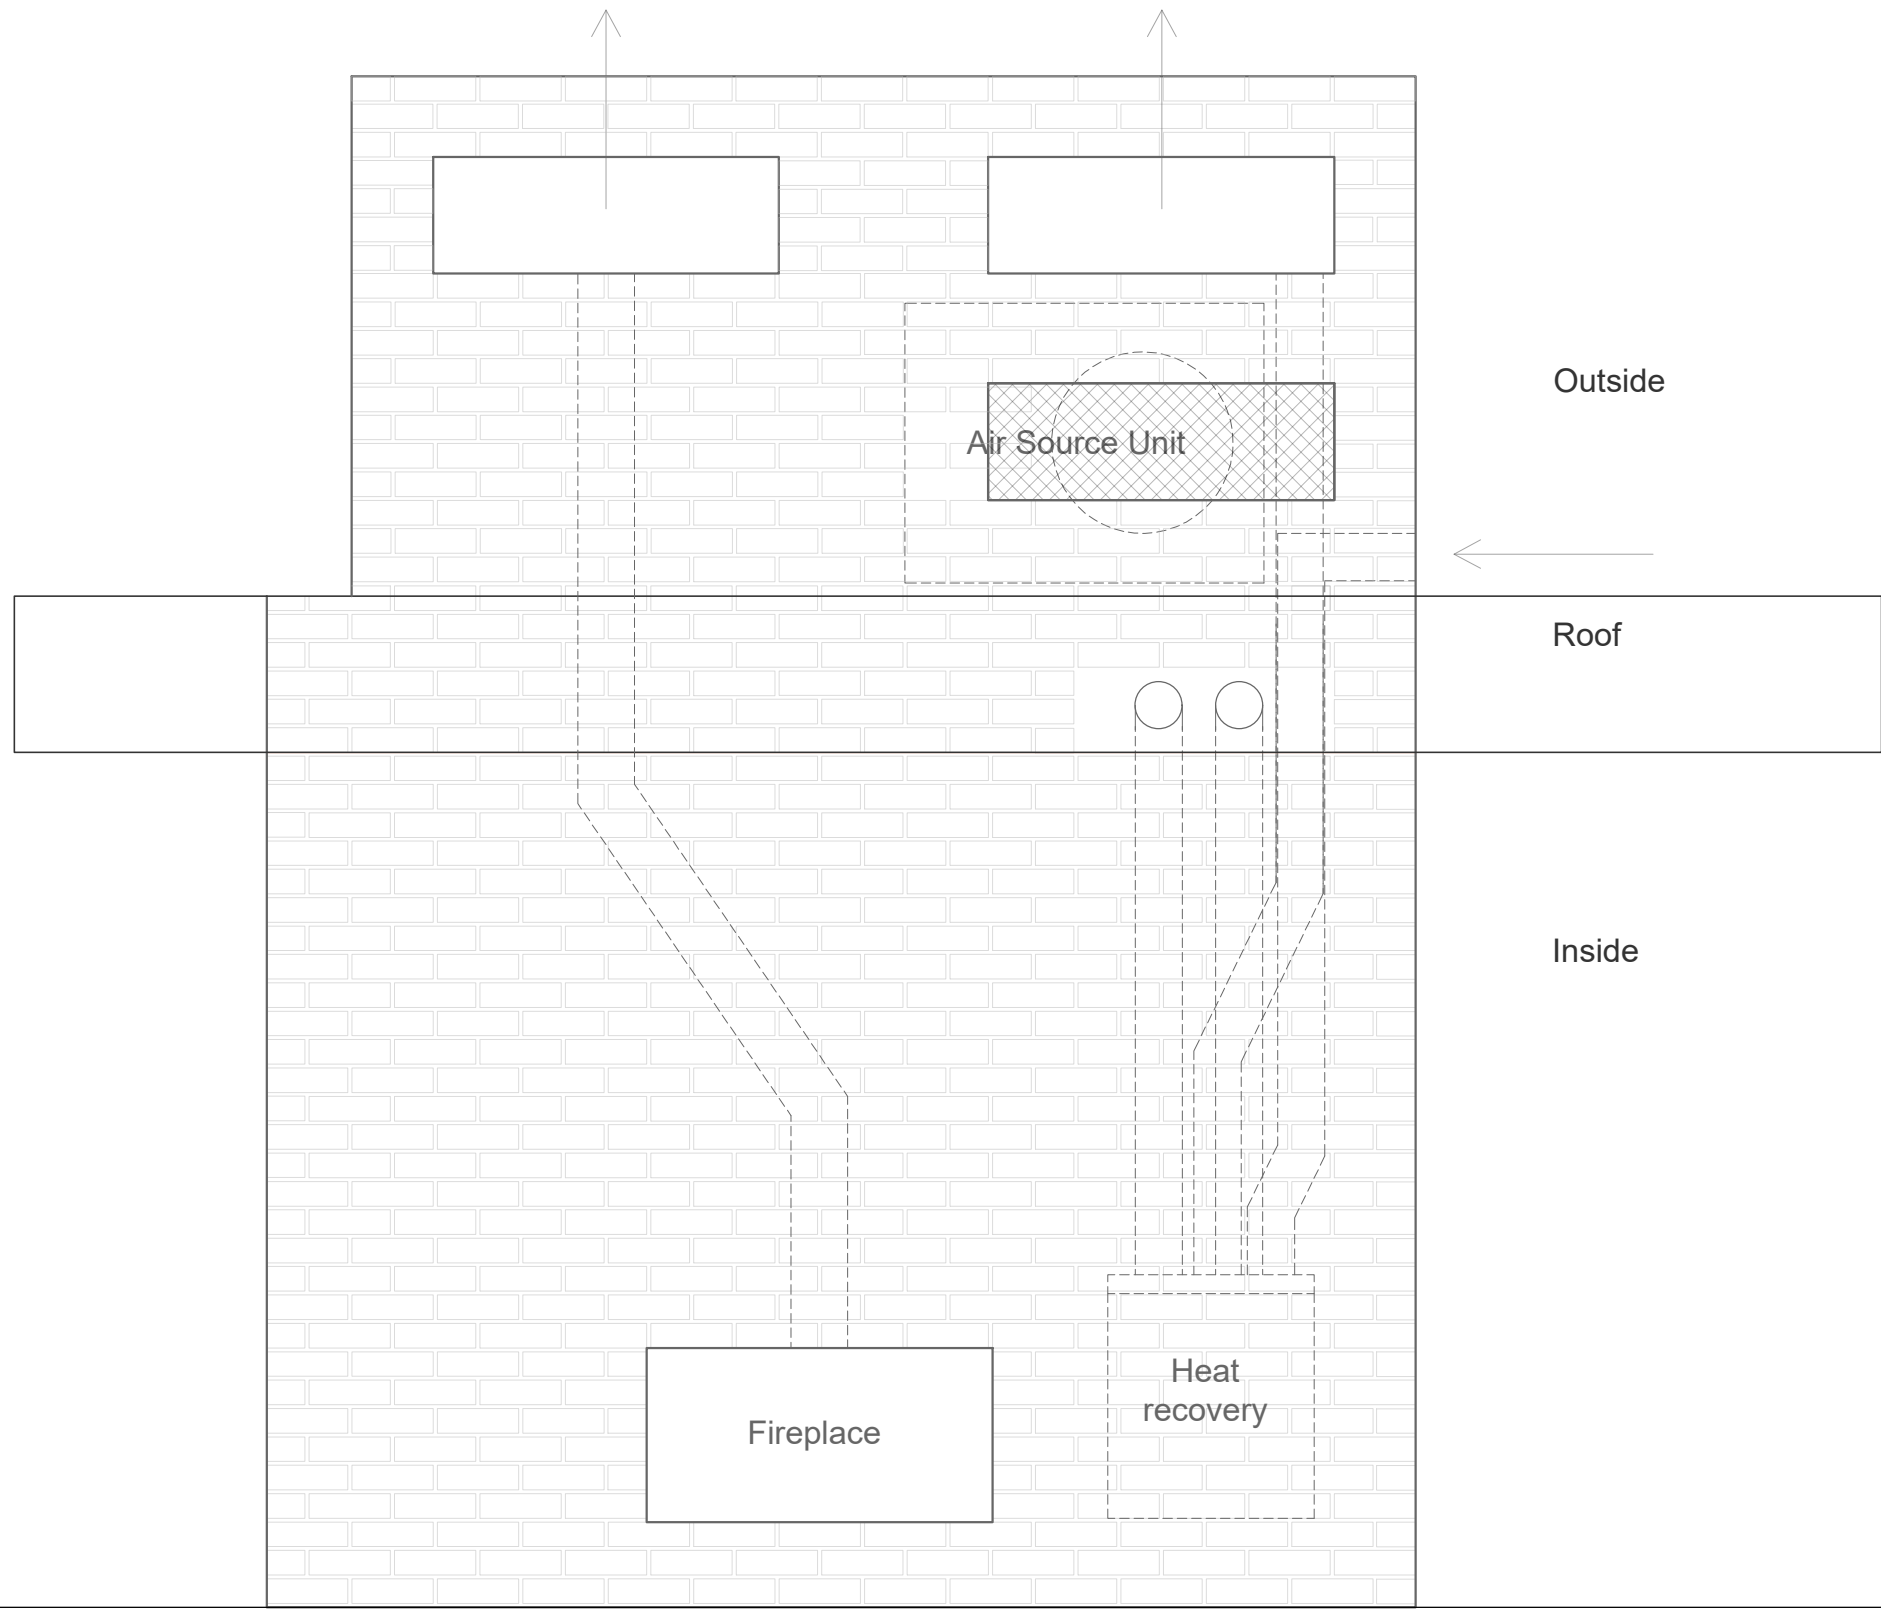 Outside
Air Source Unit
Roof
Inside
Heat
recovery
Fireplace